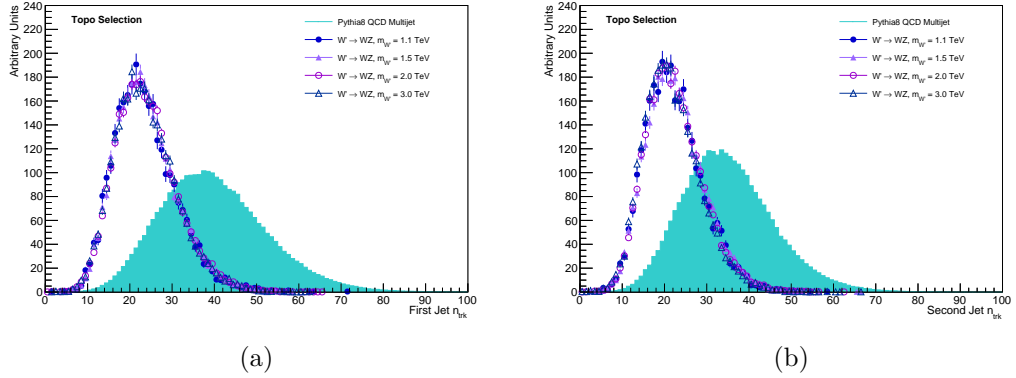 Arbitrary Units
240
220
200
180
160
140
120
100
80
60
40
20
0
Topo Selection
Pythia8 QCD Multijet
W' → WZ, m_W' = 1.1 TeV
W' → WZ, m_W' = 1.5 TeV
W' → WZ, m_W' = 2.0 TeV
W' → WZ, m_W' = 3.0 TeV
0 10 20 30 40 50 60 70 80 90 100
First Jet n_trk
(a)
Arbitrary Units
240
220
200
180
160
140
120
100
80
60
40
20
0
Topo Selection
Pythia8 QCD Multijet
W' → WZ, m_W' = 1.1 TeV
W' → WZ, m_W' = 1.5 TeV
W' → WZ, m_W' = 2.0 TeV
W' → WZ, m_W' = 3.0 TeV
0 10 20 30 40 50 60 70 80 90 100
Second Jet n_trk
(b)